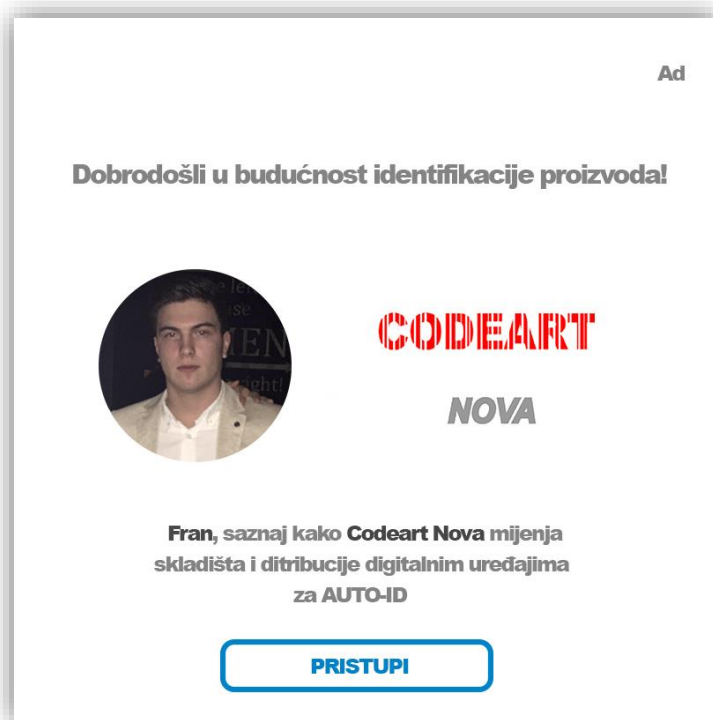 Ad
Dobrodošli u budućnost identifikacije proizvoda!
CODEART
NOVA
Fran, saznaj kako Codeart Nova mijenja
skladišta i ditribucije digitalnim uređajima
za AUTO-ID
PRISTUPI